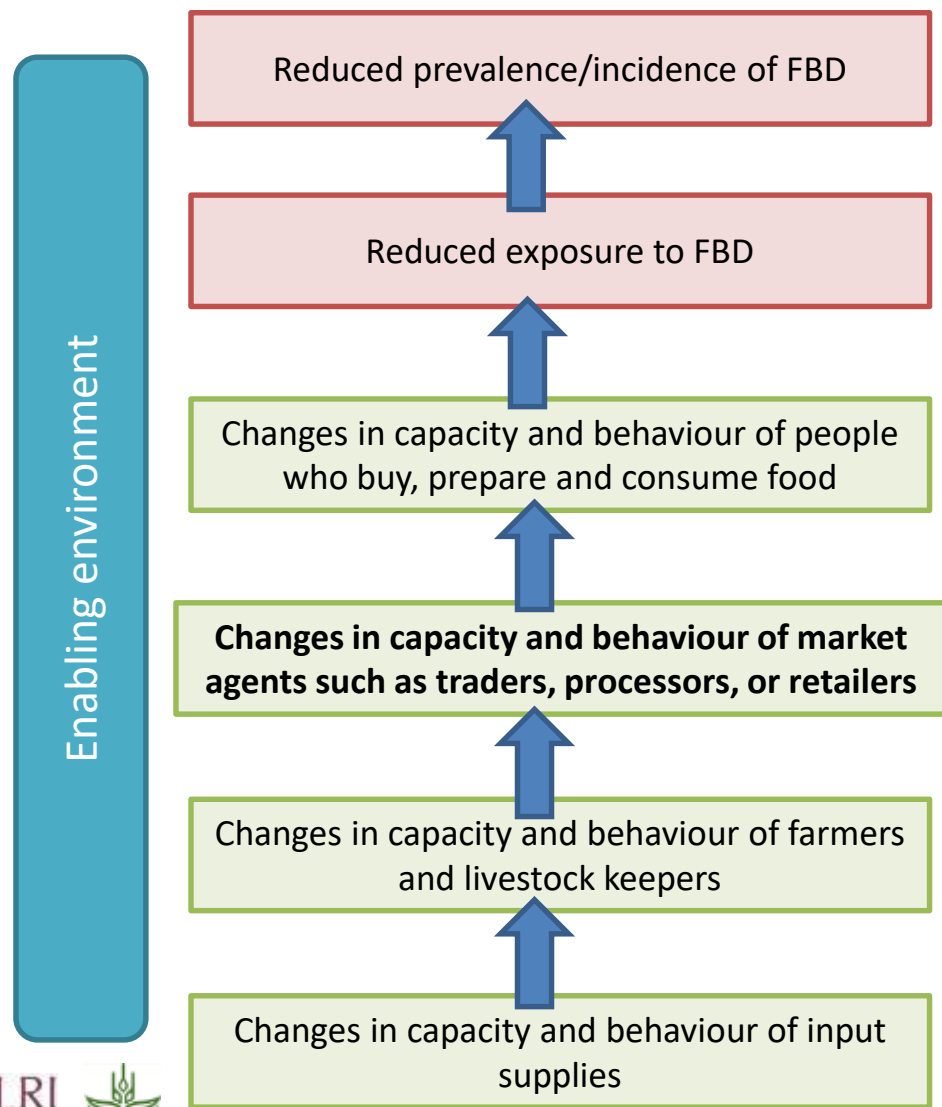 Reduced prevalence/incidence of FBD
Enabling environment
Reduced exposure to FBD
Changes in capacity and behaviour of people
who buy, prepare and consume food
Changes in capacity and behaviour of market
agents such as traders, processors, or retailers
Changes in capacity and behaviour of farmers
and livestock keepers
Changes in capacity and behaviour of input
supplies
LRI